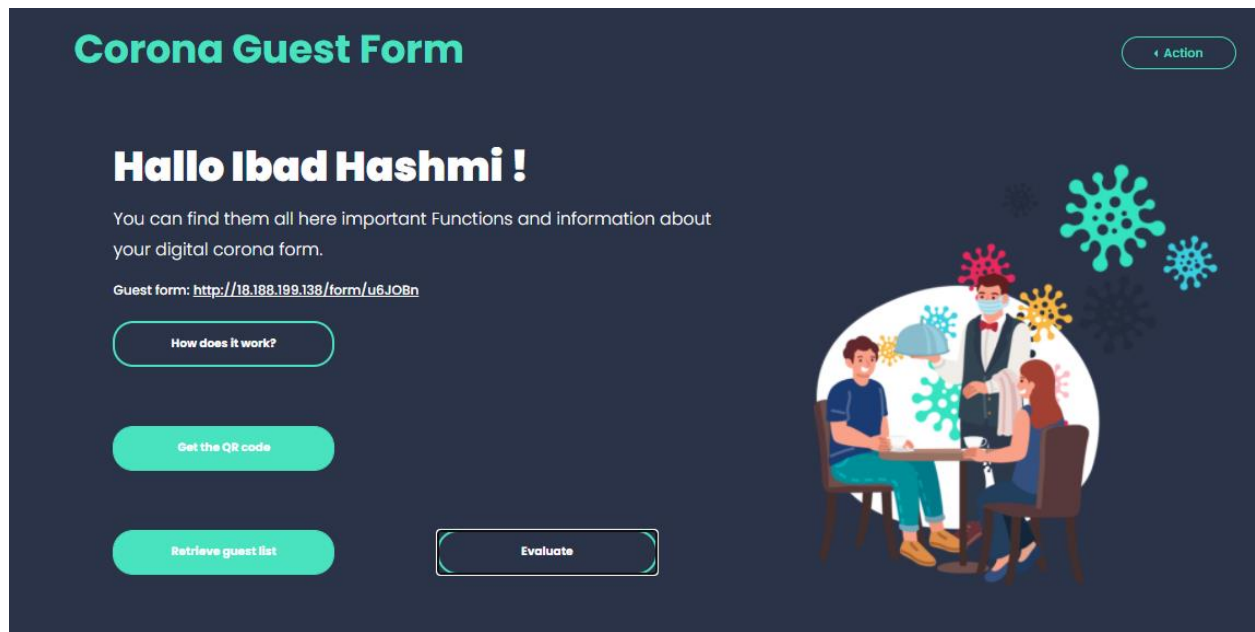 Corona Guest Form
Action
Hallo Ibad Hashmi !
You can find them all here important Functions and information about
your digital corona form.
Guest form: http://18.188.199.138/form/u6JOBn
How does it work?
Get the QR code
Retrieve guest list
Evaluate